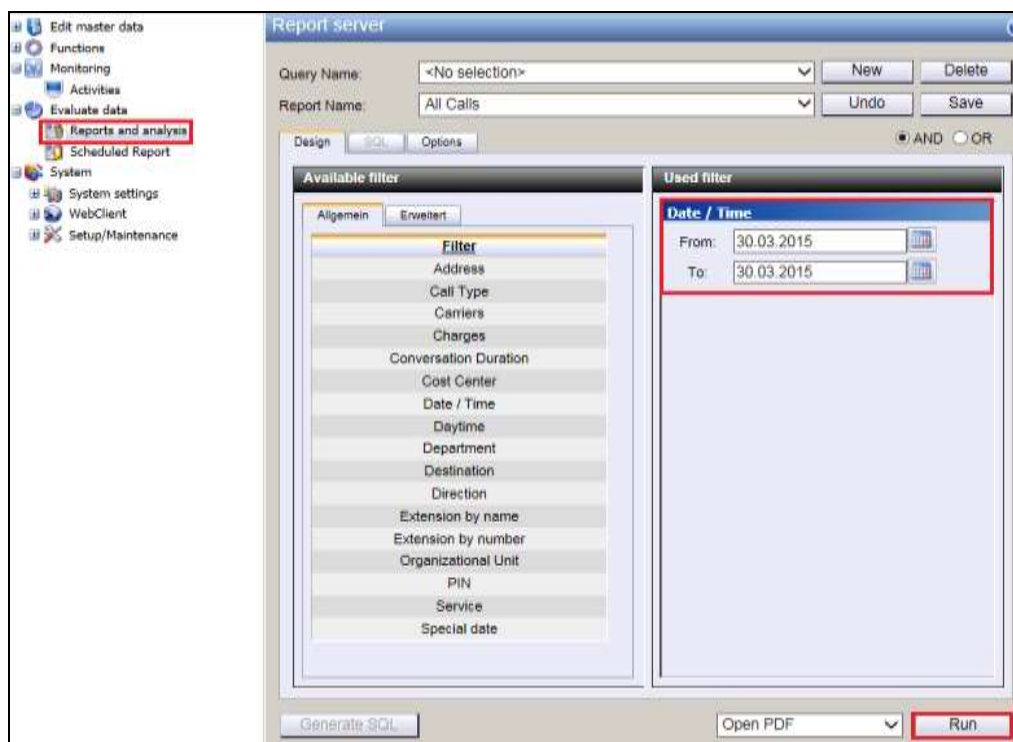 Edit master data
Functions
Monitoring
Activities
Evaluate data
Reports and analysis
Scheduled Report
System
System settings
WebClient
Setup/Maintenance
Report server
Query Name: <No selection> New Delete
Report Name: All Calls Undo Save
Design SQL Options AND OR
Available filter
Allgemein Erweitert
Filter
Address
Call Type
Carriers
Charges
Conversation Duration
Cost Center
Date / Time
Daytime
Department
Destination
Direction
Extension by name
Extension by number
Organizational Unit
PIN
Service
Special date
Used filter
Date / Time
From: 30.03.2015
To: 30.03.2015
Generate SQL Open PDF Run